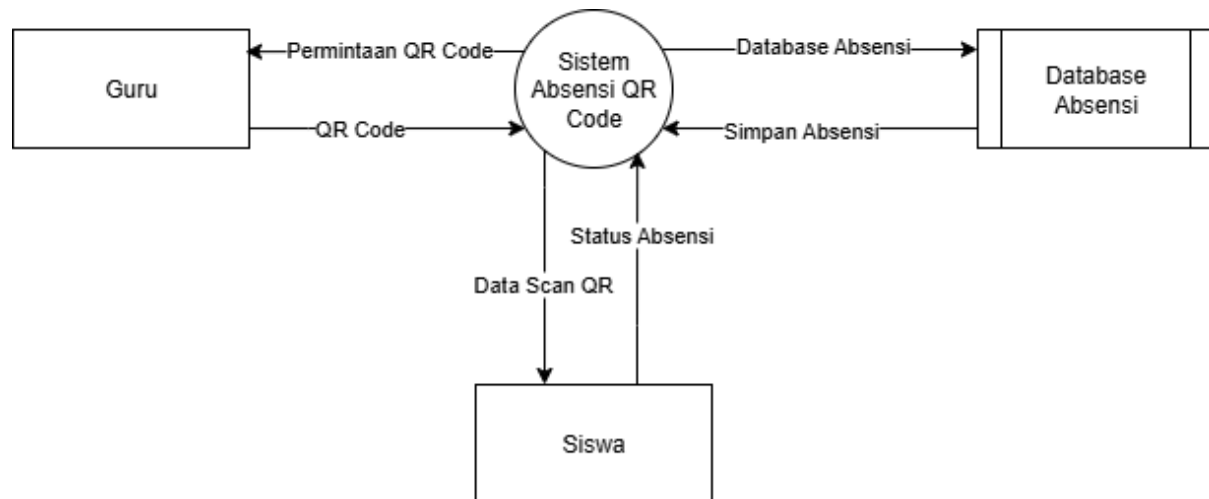 Guru
Permintaan QR Code
QR Code
Sistem
Absensi QR
Code
Database Absensi
Simpan Absensi
Database
Absensi
Status Absensi
Data Scan QR
Siswa